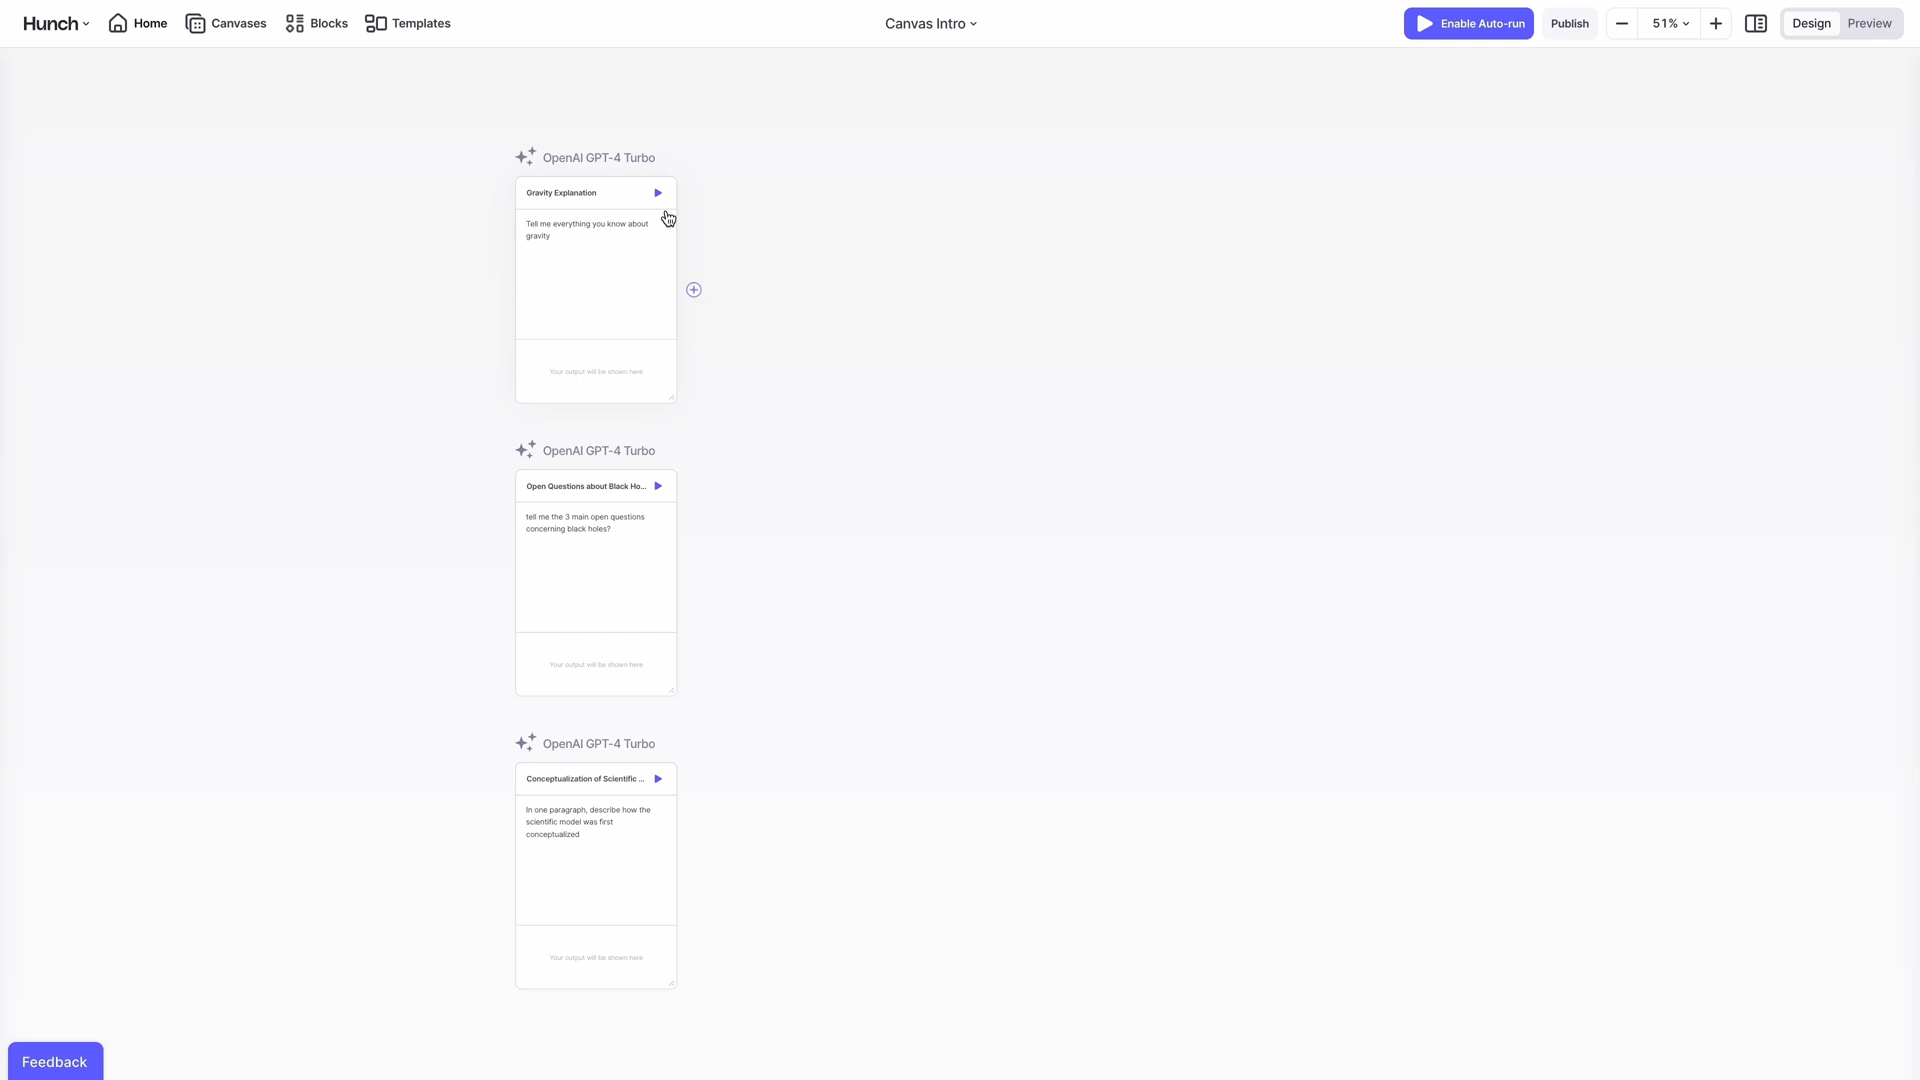 Hunch
Home
Canvases
Blocks
Templates
Canvas Intro
Enable Auto-run
Publish
51%
Design
Preview
OpenAI GPT-4 Turbo
Gravity Explanation
Tell me everything you know about
gravity
Your output will be shown here
OpenAI GPT-4 Turbo
Open Questions about Black Ho...
tell me the 3 main open questions
concerning black holes?
Your output will be shown here
OpenAI GPT-4 Turbo
Conceptualization of Scientific ...
In one paragraph, describe how the
scientific model was first
conceptualized
Your output will be shown here
Feedback